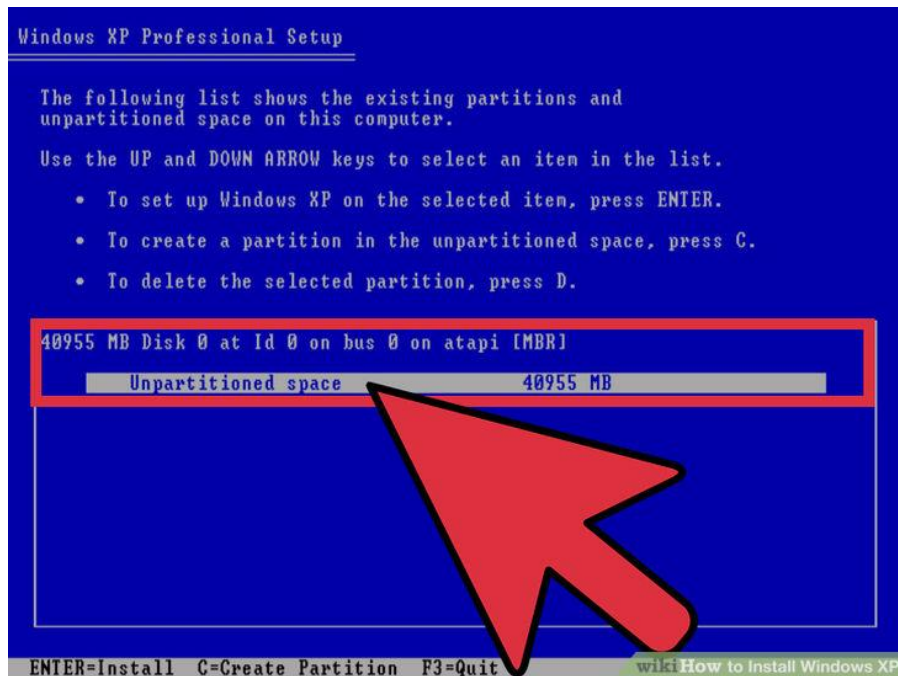 Windows XP Professional Setup
The following list shows the existing partitions and
unpartitioned space on this computer.
Use the UP and DOWN ARROW keys to select an item in the list.
• To set up Windows XP on the selected item, press ENTER.
• To create a partition in the unpartitioned space, press C.
• To delete the selected partition, press D.
40955 MB Disk 0 at Id 0 on bus 0 on atapi [MBR]
Unpartitioned space 40955 MB
ENTER=Install C=Create Partition F3=Quit
wikiHow to Install Windows XP